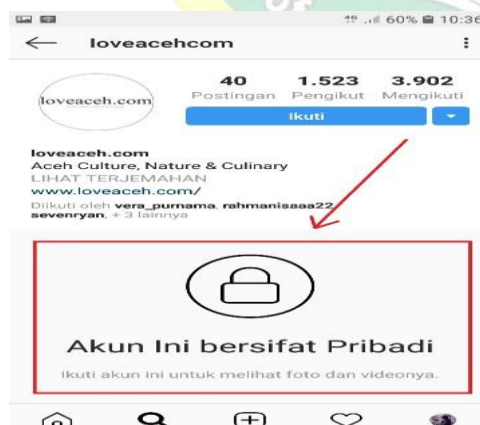 4G 60% 10:36
loveacehcom
loveaceh.com
40 1.523 3.902
Postingan Pengikut Mengikuti
Ikuti
loveaceh.com
Aceh Culture, Nature & Culinary
LIHAT TERJEMAHAN
www.loveaceh.com/
Diikuti oleh vera_purnama, rahmanisaaa22,
sevenryan, + 3 lainnya
Akun Ini bersifat Pribadi
Ikuti akun ini untuk melihat foto dan videonya.